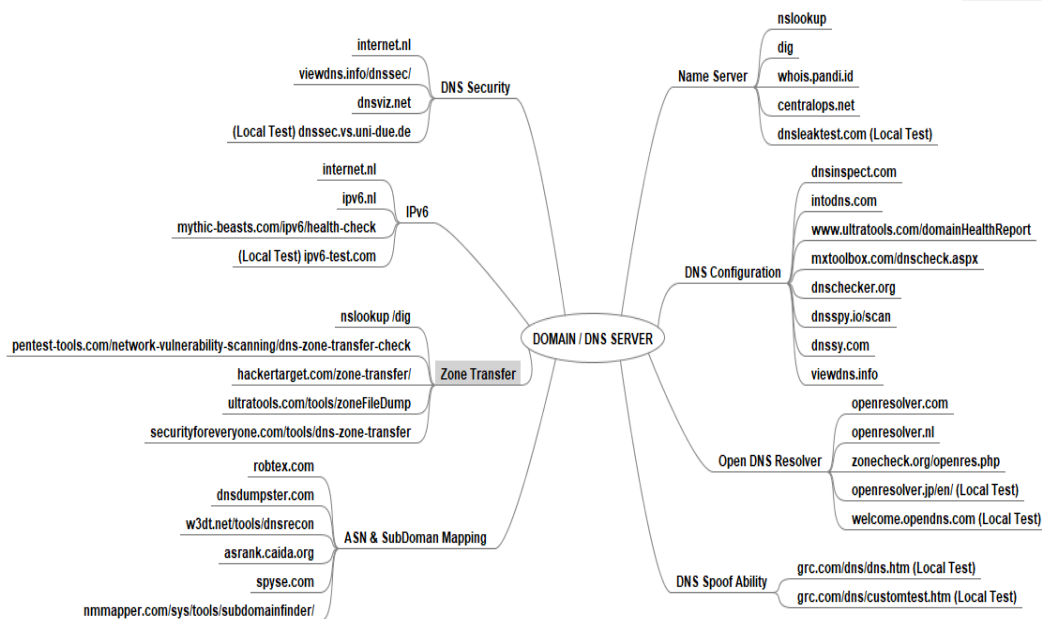 DOMAIN / DNS SERVER
DNS Security
internet.nl
viewdns.info/dnssec/
dnsviz.net
(Local Test) dnssec.vs.uni-due.de
IPv6
internet.nl
ipv6.nl
mythic-beasts.com/ipv6/health-check
(Local Test) ipv6-test.com
Zone Transfer
nslookup /dig
pentest-tools.com/network-vulnerability-scanning/dns-zone-transfer-check
hackertarget.com/zone-transfer/
ultratools.com/tools/zoneFileDump
securityforeveryone.com/tools/dns-zone-transfer
ASN & SubDoman Mapping
robtex.com
dnsdumpster.com
w3dt.net/tools/dnsrecon
asrank.caida.org
spyse.com
nmmapper.com/sys/tools/subdomainfinder/
Name Server
nslookup
dig
whois.pandi.id
centralops.net
dnsleaktest.com (Local Test)
DNS Configuration
dnsinspect.com
intodns.com
www.ultratools.com/domainHealthReport
mxtoolbox.com/dnscheck.aspx
dnschecker.org
dnsspy.io/scan
dnssy.com
viewdns.info
Open DNS Resolver
openresolver.com
openresolver.nl
zonecheck.org/openres.php
openresolver.jp/en/ (Local Test)
welcome.opendns.com (Local Test)
DNS Spoof Ability
grc.com/dns/dns.htm (Local Test)
grc.com/dns/customtest.htm (Local Test)